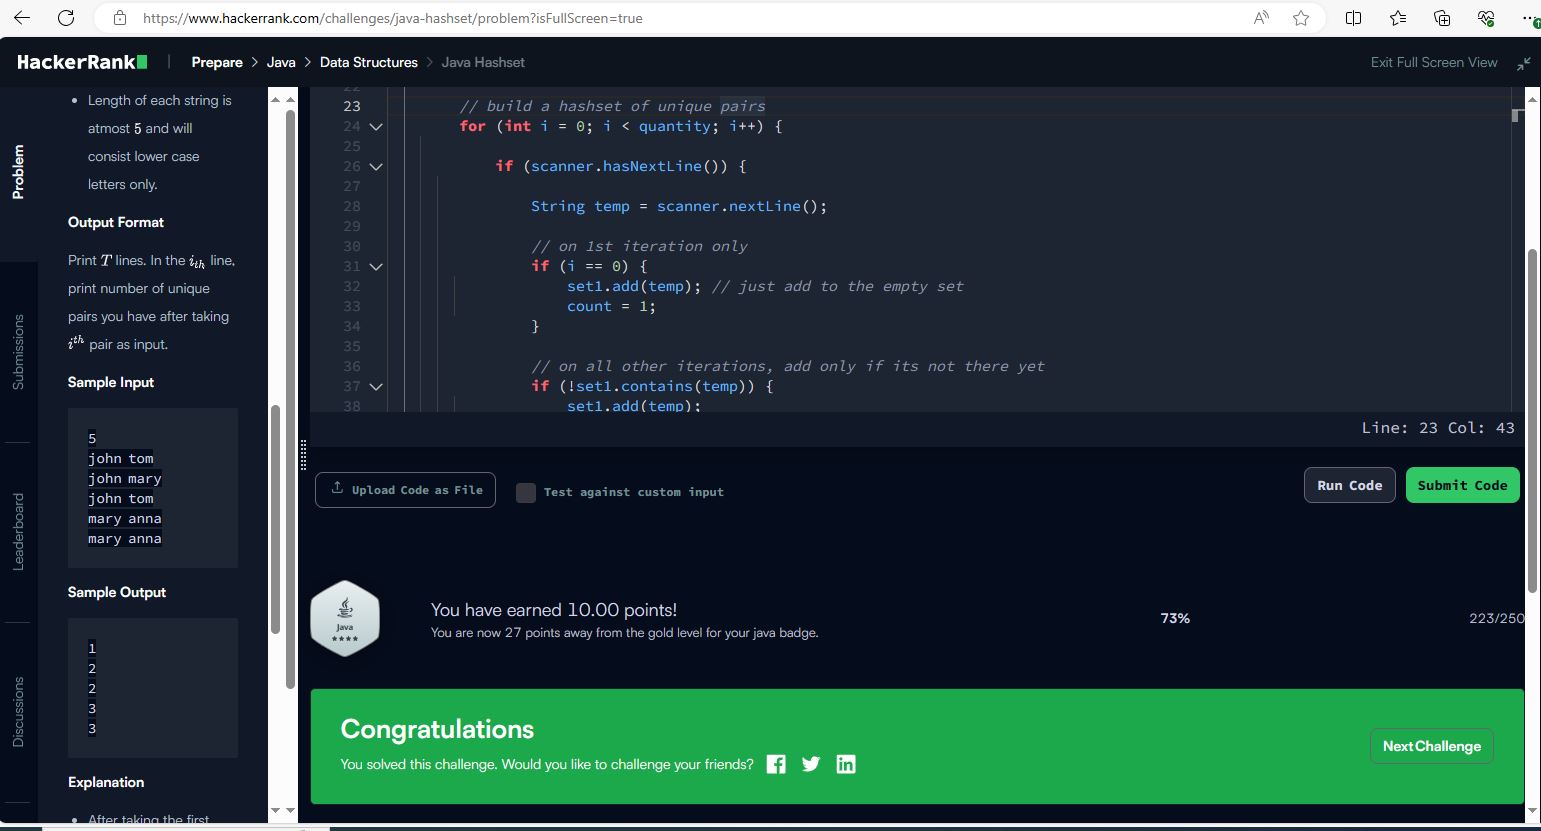 https://www.hackerrank.com/challenges/java-hashset/problem?isFullScreen=true
HackerRank | Prepare > Java > Data Structures > Java Hashset
Exit Full Screen View
Problem
Submissions
Leaderboard
Discussions
• Length of each string is
atmost 5 and will
consist lower case
letters only.
Output Format
Print T lines. In the i_th line,
print number of unique
pairs you have after taking
i^th pair as input.
Sample Input
5
john tom
john mary
john tom
mary anna
mary anna
Sample Output
1
2
2
3
3
Explanation
• After taking the first
22
23 // build a hashset of unique pairs
24 for (int i = 0; i < quantity; i++) {
25
26 if (scanner.hasNextLine()) {
27
28 String temp = scanner.nextLine();
29
30 // on 1st iteration only
31 if (i == 0) {
32 set1.add(temp); // just add to the empty set
33 count = 1;
34 }
35
36 // on all other iterations, add only if its not there yet
37 if (!set1.contains(temp)) {
38 set1.add(temp);
Line: 23 Col: 43
Upload Code as File
Test against custom input
Run Code
Submit Code
Java
You have earned 10.00 points!
You are now 27 points away from the gold level for your java badge.
73%
223/250
Congratulations
You solved this challenge. Would you like to challenge your friends?
Next Challenge